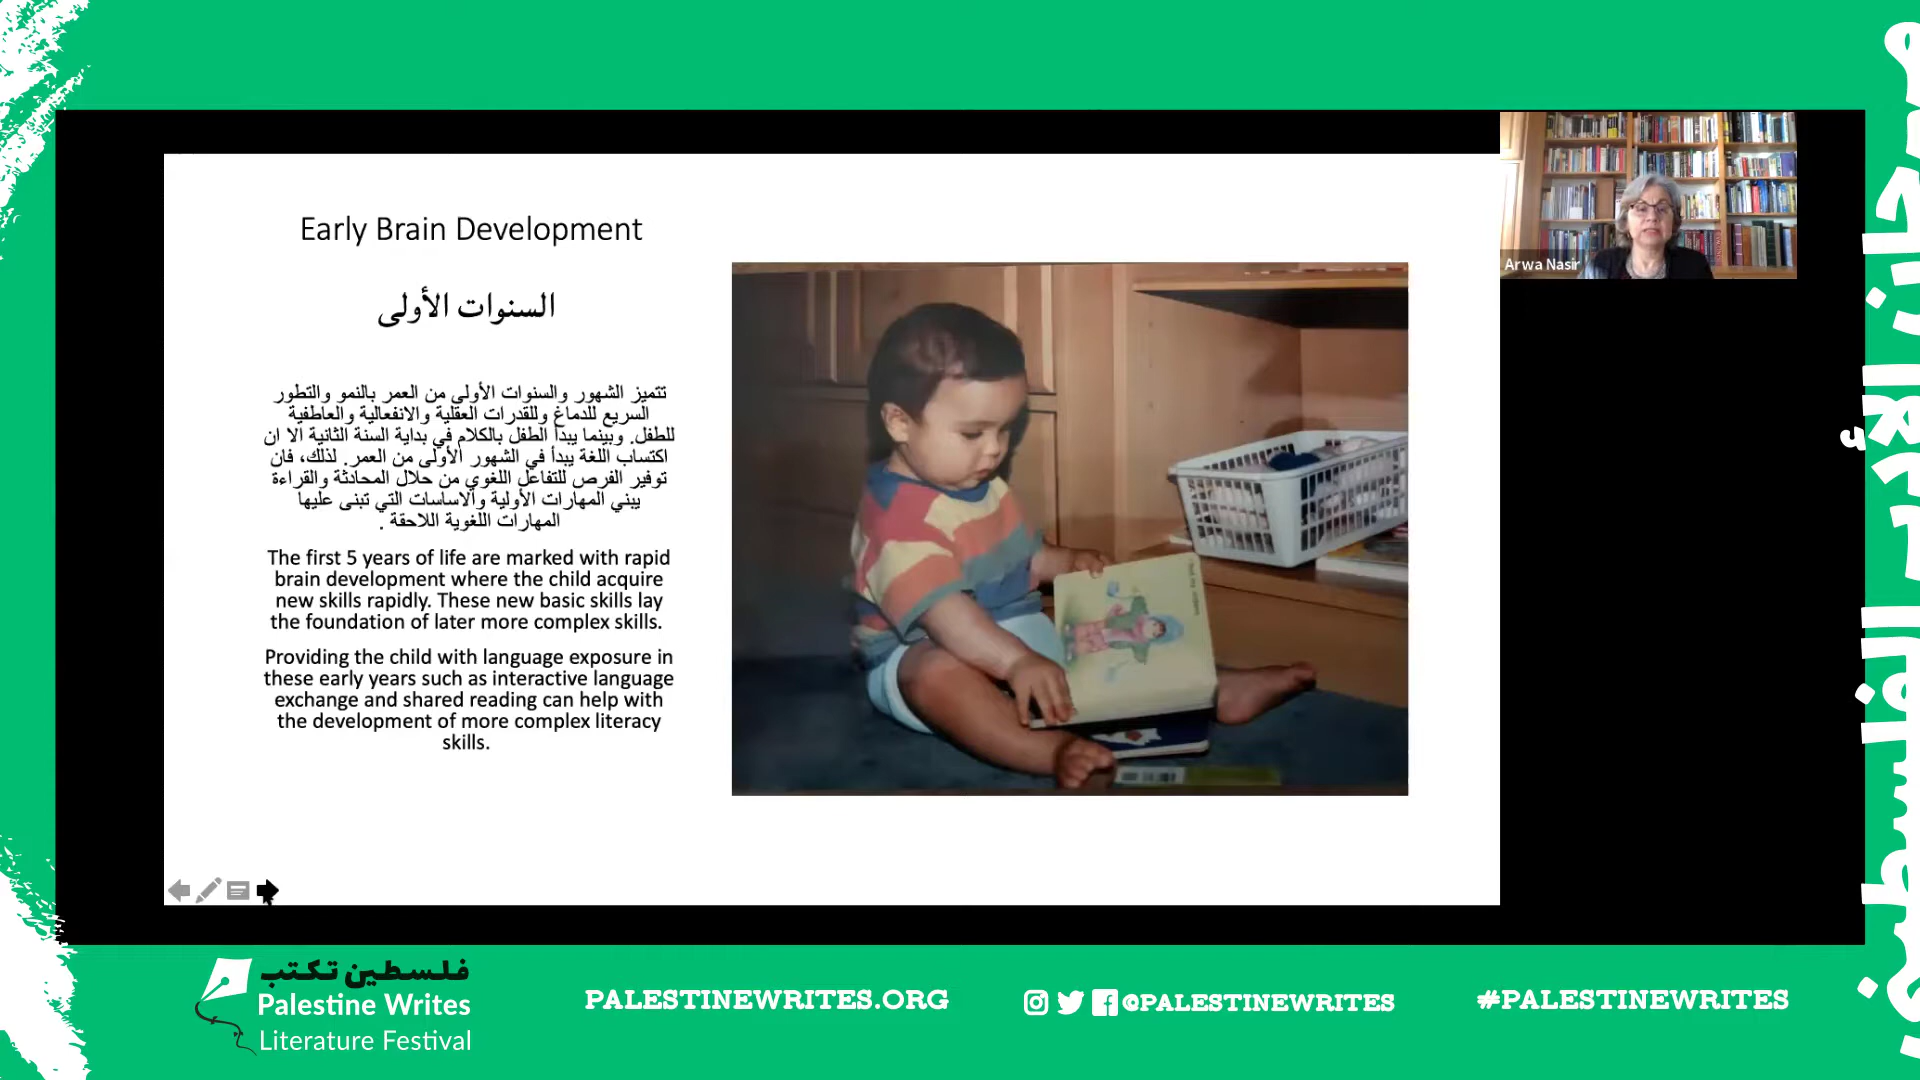 Early Brain Development
السنوات الأولى
تتميز الشهور والسنوات الأولى من العمر بالنمو والتطور
السريع للدماغ وللقدرات العقلية والانفعالية والعاطفية
للطفل. وبينما يبدأ الطفل بالكلام في بداية السنة الثانية الا ان
اكتساب اللغة يبدأ في الشهور الأولى من العمر. لذلك، فان
توفير الفرص للتفاعل اللغوي من خلال المحادثة والقراءة
يبني المهارات الأولية والاساسات التي تبنى عليها
المهارات اللغوية اللاحقة .
The first 5 years of life are marked with rapid
brain development where the child acquire
new skills rapidly. These new basic skills lay
the foundation of later more complex skills.
Providing the child with language exposure in
these early years such as interactive language
exchange and shared reading can help with
the development of more complex literacy
skills.
Arwa Nasir
فلسطين تكتب
Palestine Writes
Literature Festival
PALESTINEWRITES.ORG
@PALESTINEWRITES
#PALESTINEWRITES